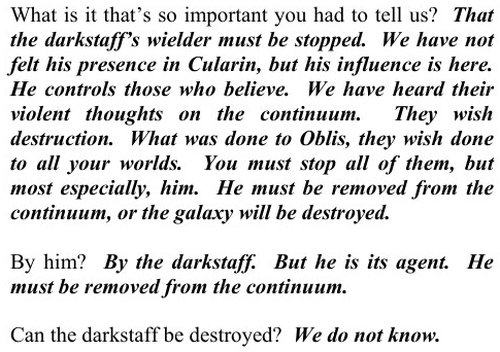 What is it that's so important you had to tell us?  That
the darkstaff's wielder must be stopped.  We have not
felt his presence in Cularin, but his influence is here.
He controls those who believe.  We have heard their
violent thoughts on the continuum.  They wish
destruction.  What was done to Oblis, they wish done
to all your worlds.  You must stop all of them, but
most especially, him.  He must be removed from the
continuum, or the galaxy will be destroyed.

By him?  By the darkstaff.  But he is its agent.  He
must be removed from the continuum.

Can the darkstaff be destroyed?  We do not know.